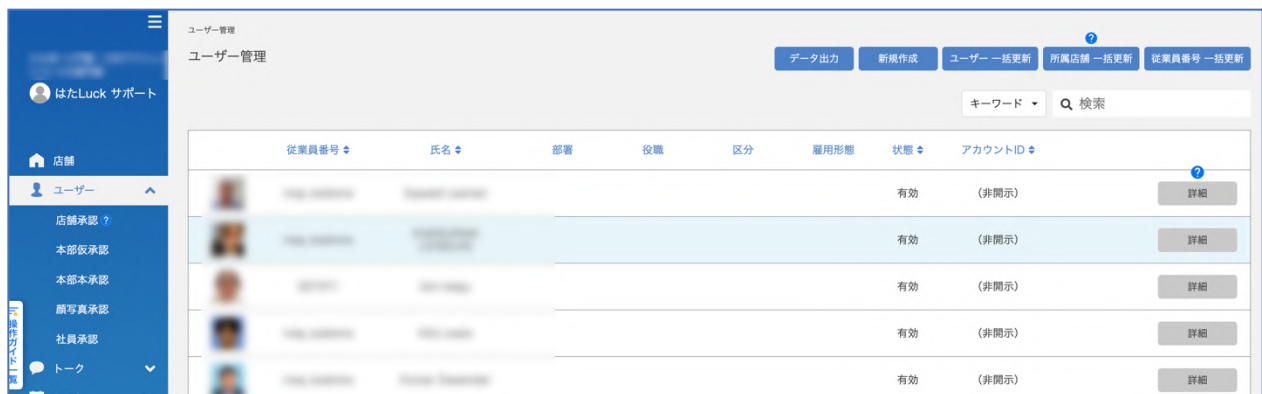 ユーザー管理
ユーザー管理
?
データ出力 新規作成 ユーザー 一括更新 所属店舗 一括更新 従業員番号 一括更新
キーワード 検索
はたLuck サポート
店舗
ユーザー
店舗承認 ?
本部仮承認
本部本承認
顔写真承認
社員承認
トーク
操作ガイド一覧
従業員番号 氏名 部署 役職 区分 雇用形態 状態 アカウントID
?
有効 （非開示） 詳細
有効 （非開示） 詳細
有効 （非開示） 詳細
有効 （非開示） 詳細
有効 （非開示） 詳細